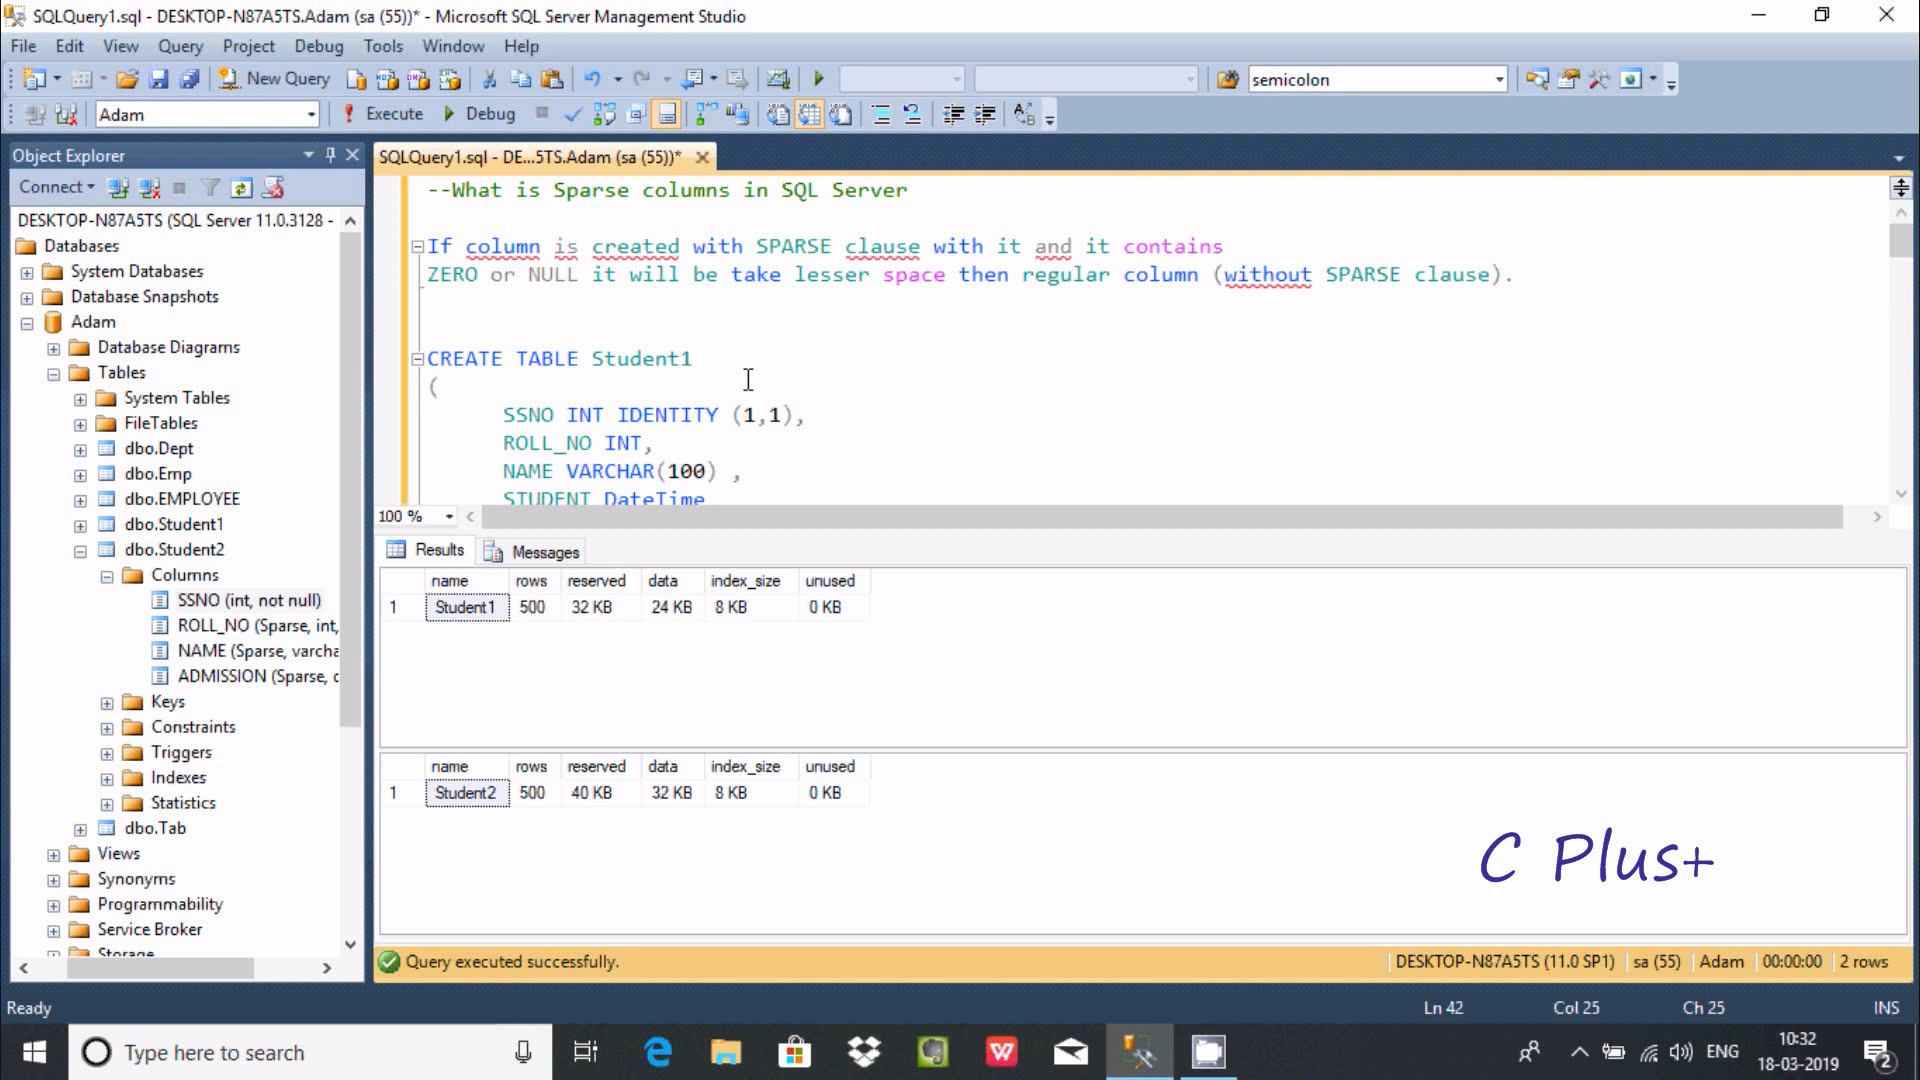 SQLQuery1.sql - DESKTOP-N87A5TS.Adam (sa (55))* - Microsoft SQL Server Management Studio
File Edit View Query Project Debug Tools Window Help
New Query semicolon
Adam Execute Debug
Object Explorer
SQLQuery1.sql - DE...5TS.Adam (sa (55))*
Connect
DESKTOP-N87A5TS (SQL Server 11.0.3128 -
Databases
System Databases
Database Snapshots
Adam
Database Diagrams
Tables
System Tables
FileTables
dbo.Dept
dbo.Emp
dbo.EMPLOYEE
dbo.Student1
dbo.Student2
Columns
SSNO (int, not null)
ROLL_NO (Sparse, int,
NAME (Sparse, varcha
ADMISSION (Sparse, c
Keys
Constraints
Triggers
Indexes
Statistics
dbo.Tab
Views
Synonyms
Programmability
Service Broker
Storage
--What is Sparse columns in SQL Server
If column is created with SPARSE clause with it and it contains
ZERO or NULL it will be take lesser space then regular column (without SPARSE clause).
CREATE TABLE Student1
(
SSNO INT IDENTITY (1,1),
ROLL_NO INT,
NAME VARCHAR(100) ,
STUDENT DateTime
100 %
Results Messages
name rows reserved data index_size unused
1 Student1 500 32 KB 24 KB 8 KB 0 KB
name rows reserved data index_size unused
1 Student2 500 40 KB 32 KB 8 KB 0 KB
C Plus+
Query executed successfully. DESKTOP-N87A5TS (11.0 SP1) sa (55) Adam 00:00:00 2 rows
Ready Ln 42 Col 25 Ch 25 INS
Type here to search
ENG
10:32
18-03-2019
2